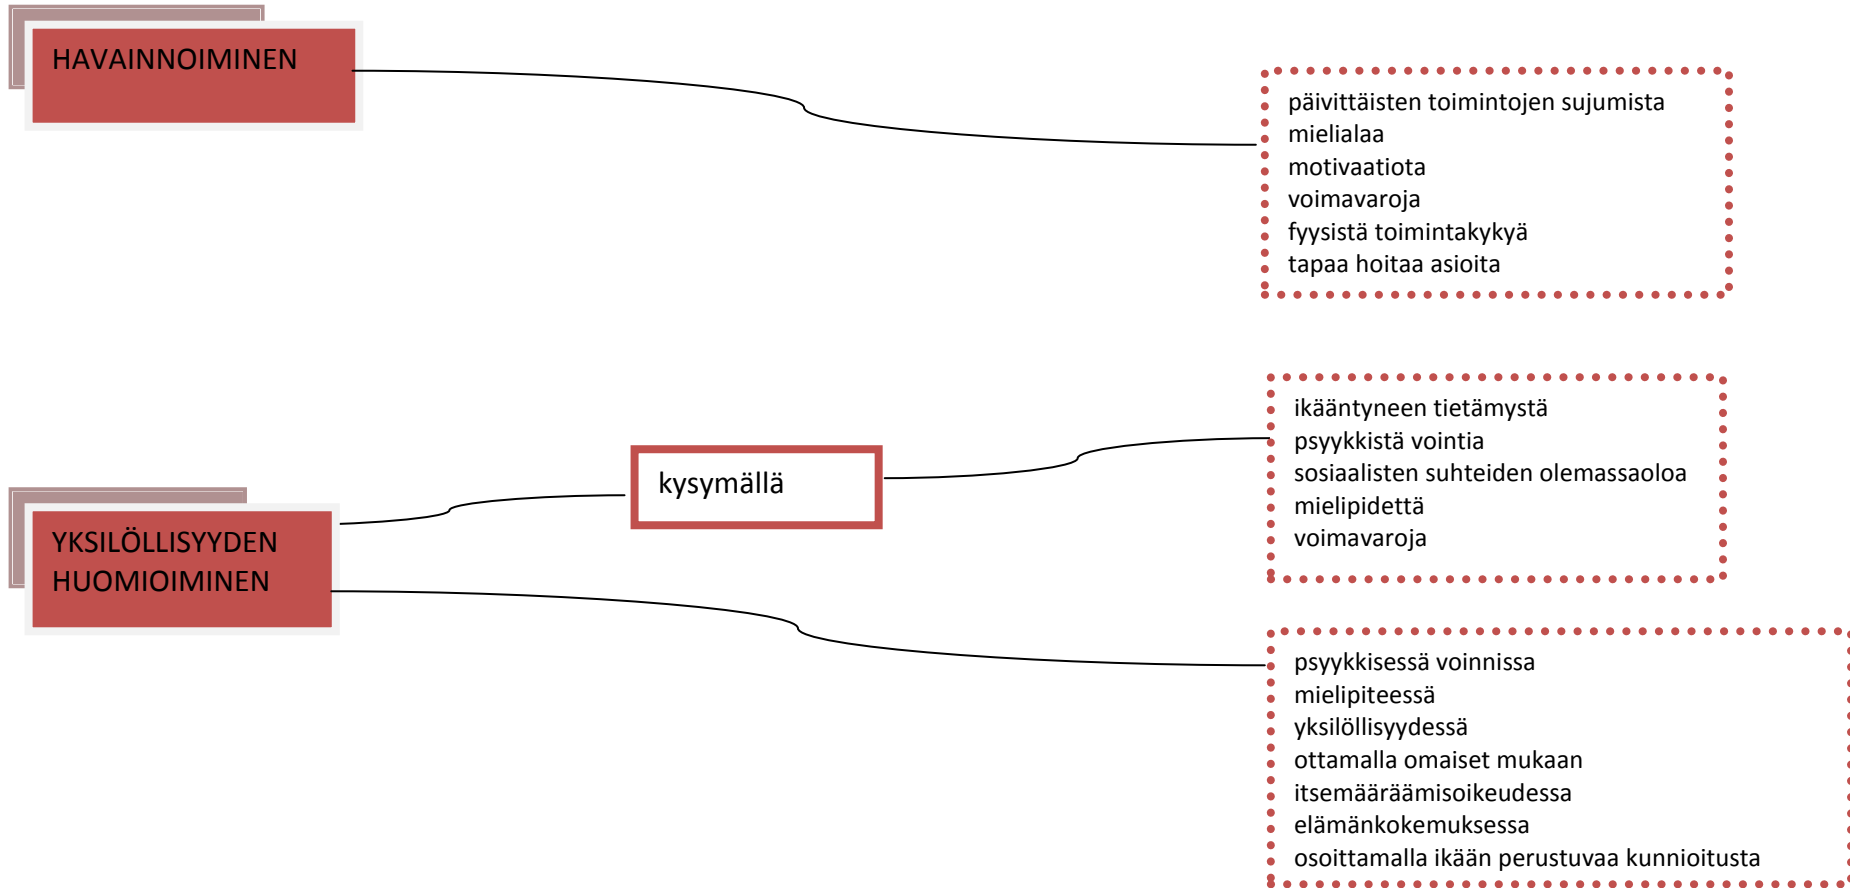 HAVAINNOIMINEN
päivittäisten toimintojen sujumista
mielialaa
motivaatiota
voimavaroja
fyysistä toimintakykyä
tapaa hoitaa asioita
YKSILÖLLISYYDEN
HUOMIOIMINEN
kysymällä
ikääntyneen tietämystä
psyykkistä vointia
sosiaalisten suhteiden olemassaoloa
mielipidettä
voimavaroja
psyykkisessä voinnissa
mielipiteessä
yksilöllisyydessä
ottamalla omaiset mukaan
itsemääräämisoikeudessa
elämänkokemuksessa
osoittamalla ikään perustuvaa kunnioitusta